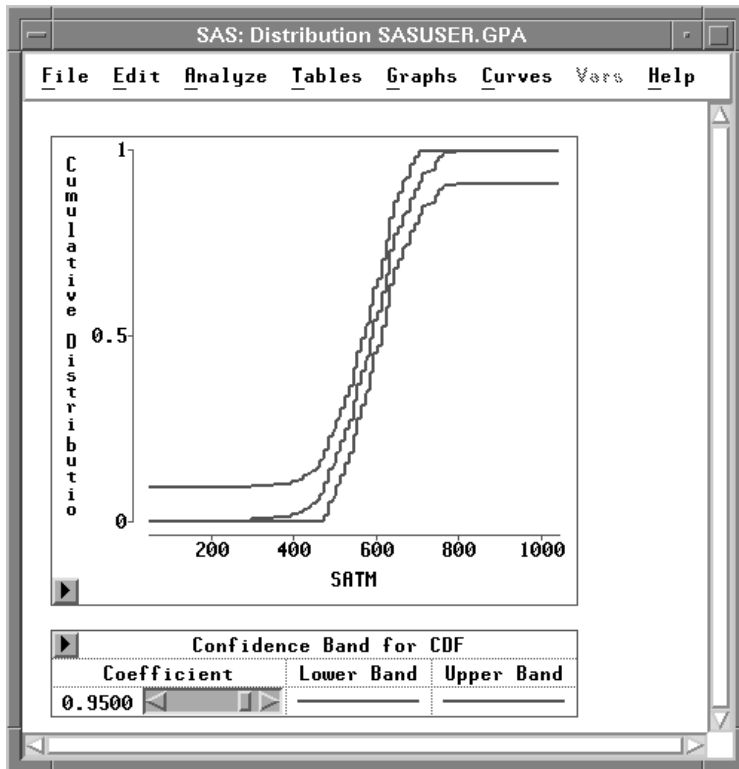 SAS: Distribution SASUSER.GPA
File Edit Analyze Tables Graphs Curves Vars Help
Cumulative Distributio
1
0.5
0
200 400 600 800 1000
SATM
Confidence Band for CDF
Coefficient Lower Band Upper Band
0.9500